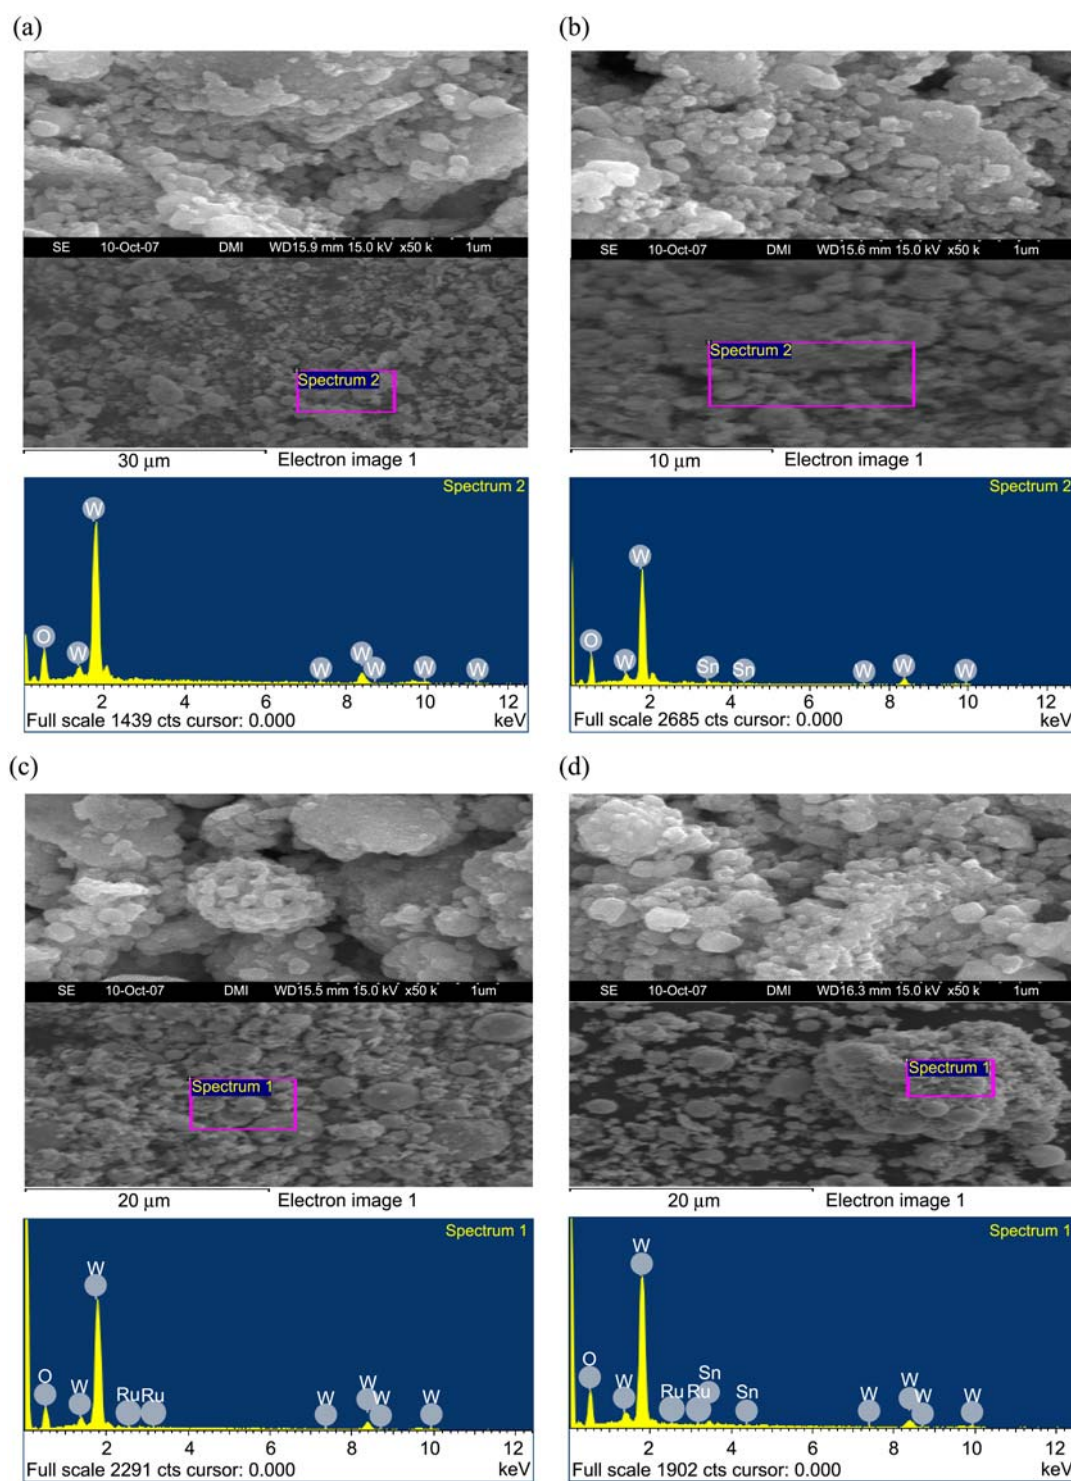 (a)
(b)
SE 10-Oct-07 DMI WD15.9 mm 15.0 kV x50 k 1um
SE 10-Oct-07 DMI WD15.6 mm 15.0 kV x50 k 1um
Spectrum 2
Spectrum 2
30 μm Electron image 1
10 μm Electron image 1
Spectrum 2
W
O W W W W W W
2 4 6 8 10 12
Full scale 1439 cts cursor: 0.000 keV
Spectrum 2
W
O W Sn Sn W W W
2 4 6 8 10 12
Full scale 2685 cts cursor: 0.000 keV
(c)
(d)
SE 10-Oct-07 DMI WD15.5 mm 15.0 kV x50 k 1um
SE 10-Oct-07 DMI WD16.3 mm 15.0 kV x50 k 1um
Spectrum 1
Spectrum 1
20 μm Electron image 1
20 μm Electron image 1
Spectrum 1
W
O W Ru Ru W W W W
2 4 6 8 10 12
Full scale 2291 cts cursor: 0.000 keV
Spectrum 1
W
O W Ru Ru Sn Sn W W W W
2 4 6 8 10 12
Full scale 1902 cts cursor: 0.000 keV